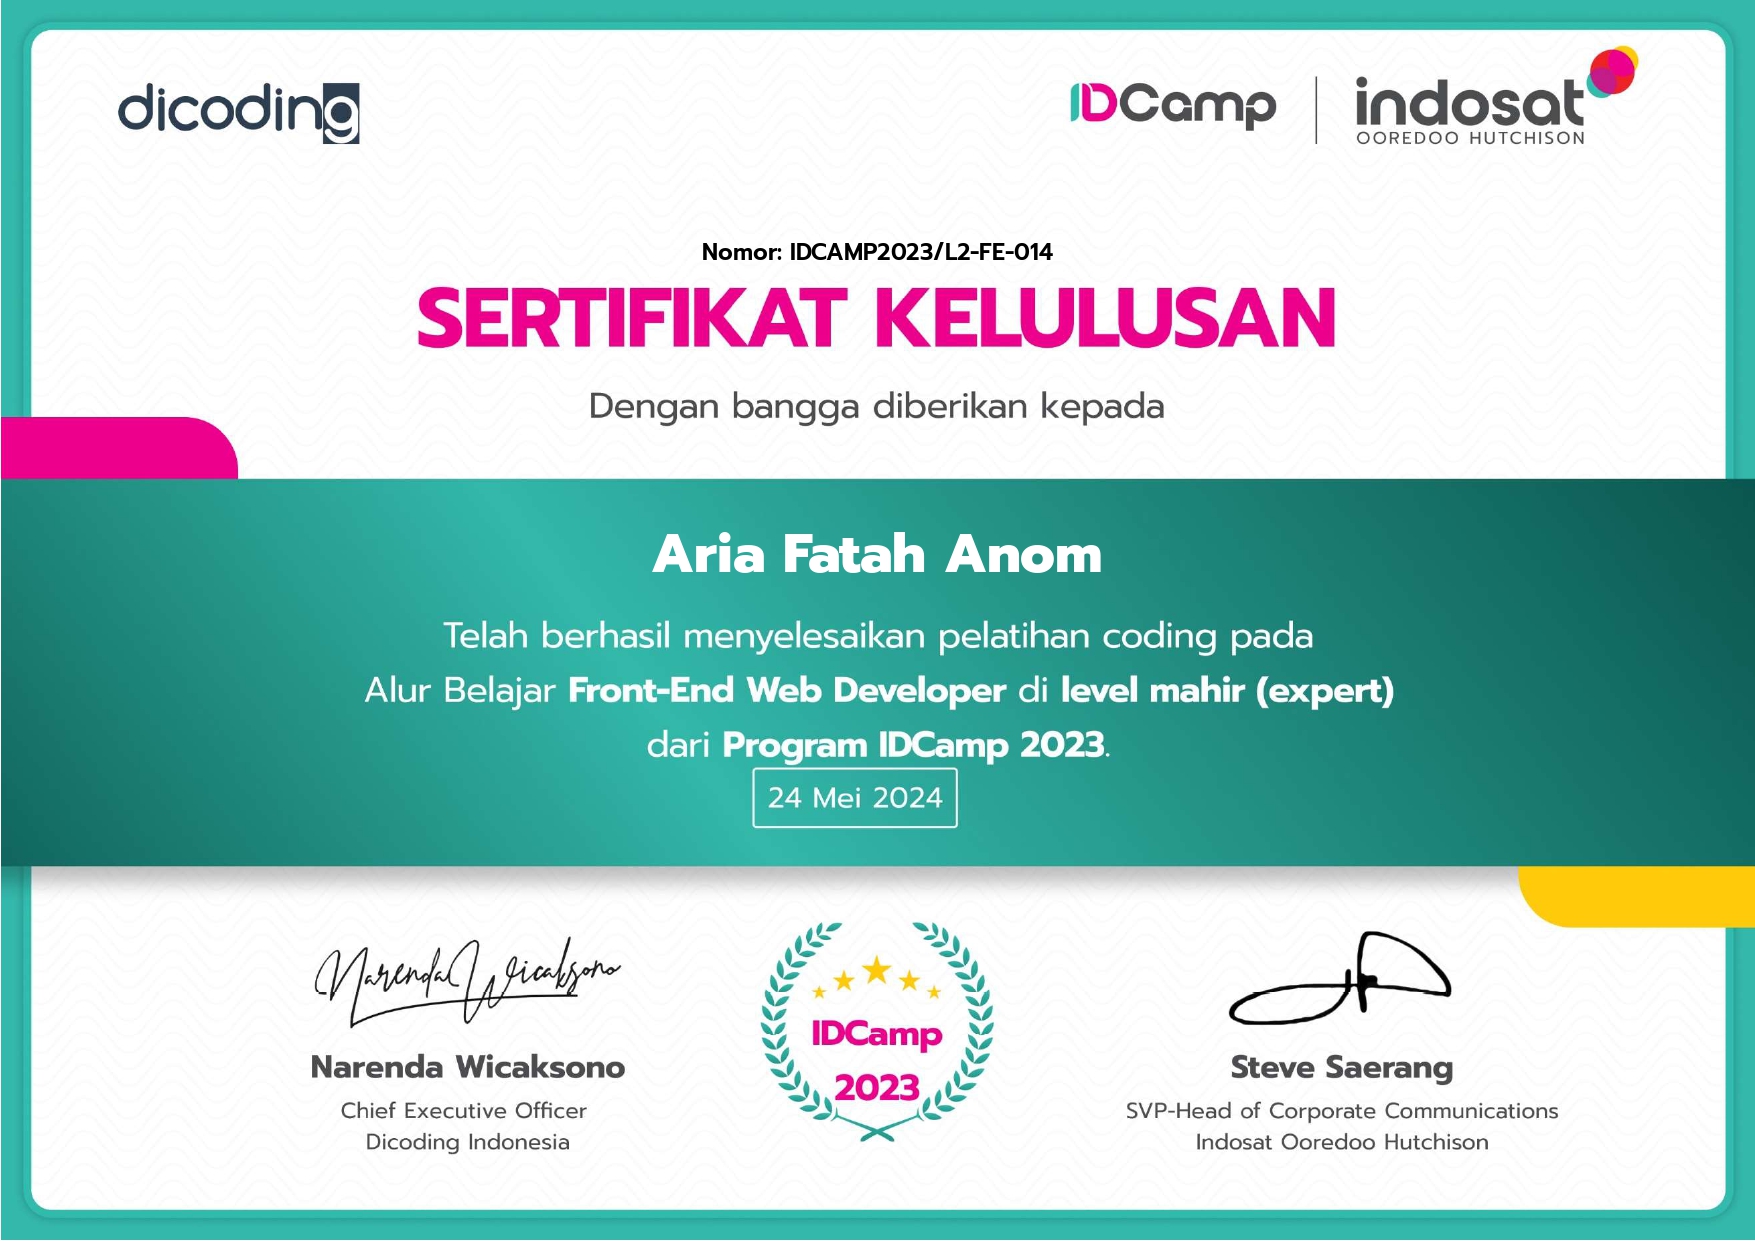 dicoding
IDCamp
indosat
OOREDOO HUTCHISON
Nomor: IDCAMP2023/L2-FE-014
SERTIFIKAT KELULUSAN
Dengan bangga diberikan kepada
Aria Fatah Anom
Telah berhasil menyelesaikan pelatihan coding pada
Alur Belajar Front-End Web Developer di level mahir (expert)
dari Program IDCamp 2023.
24 Mei 2024
Narenda Wicaksono
IDCamp
2023
Narenda Wicaksono
Chief Executive Officer
Dicoding Indonesia
Steve Saerang
SVP-Head of Corporate Communications
Indosat Ooredoo Hutchison